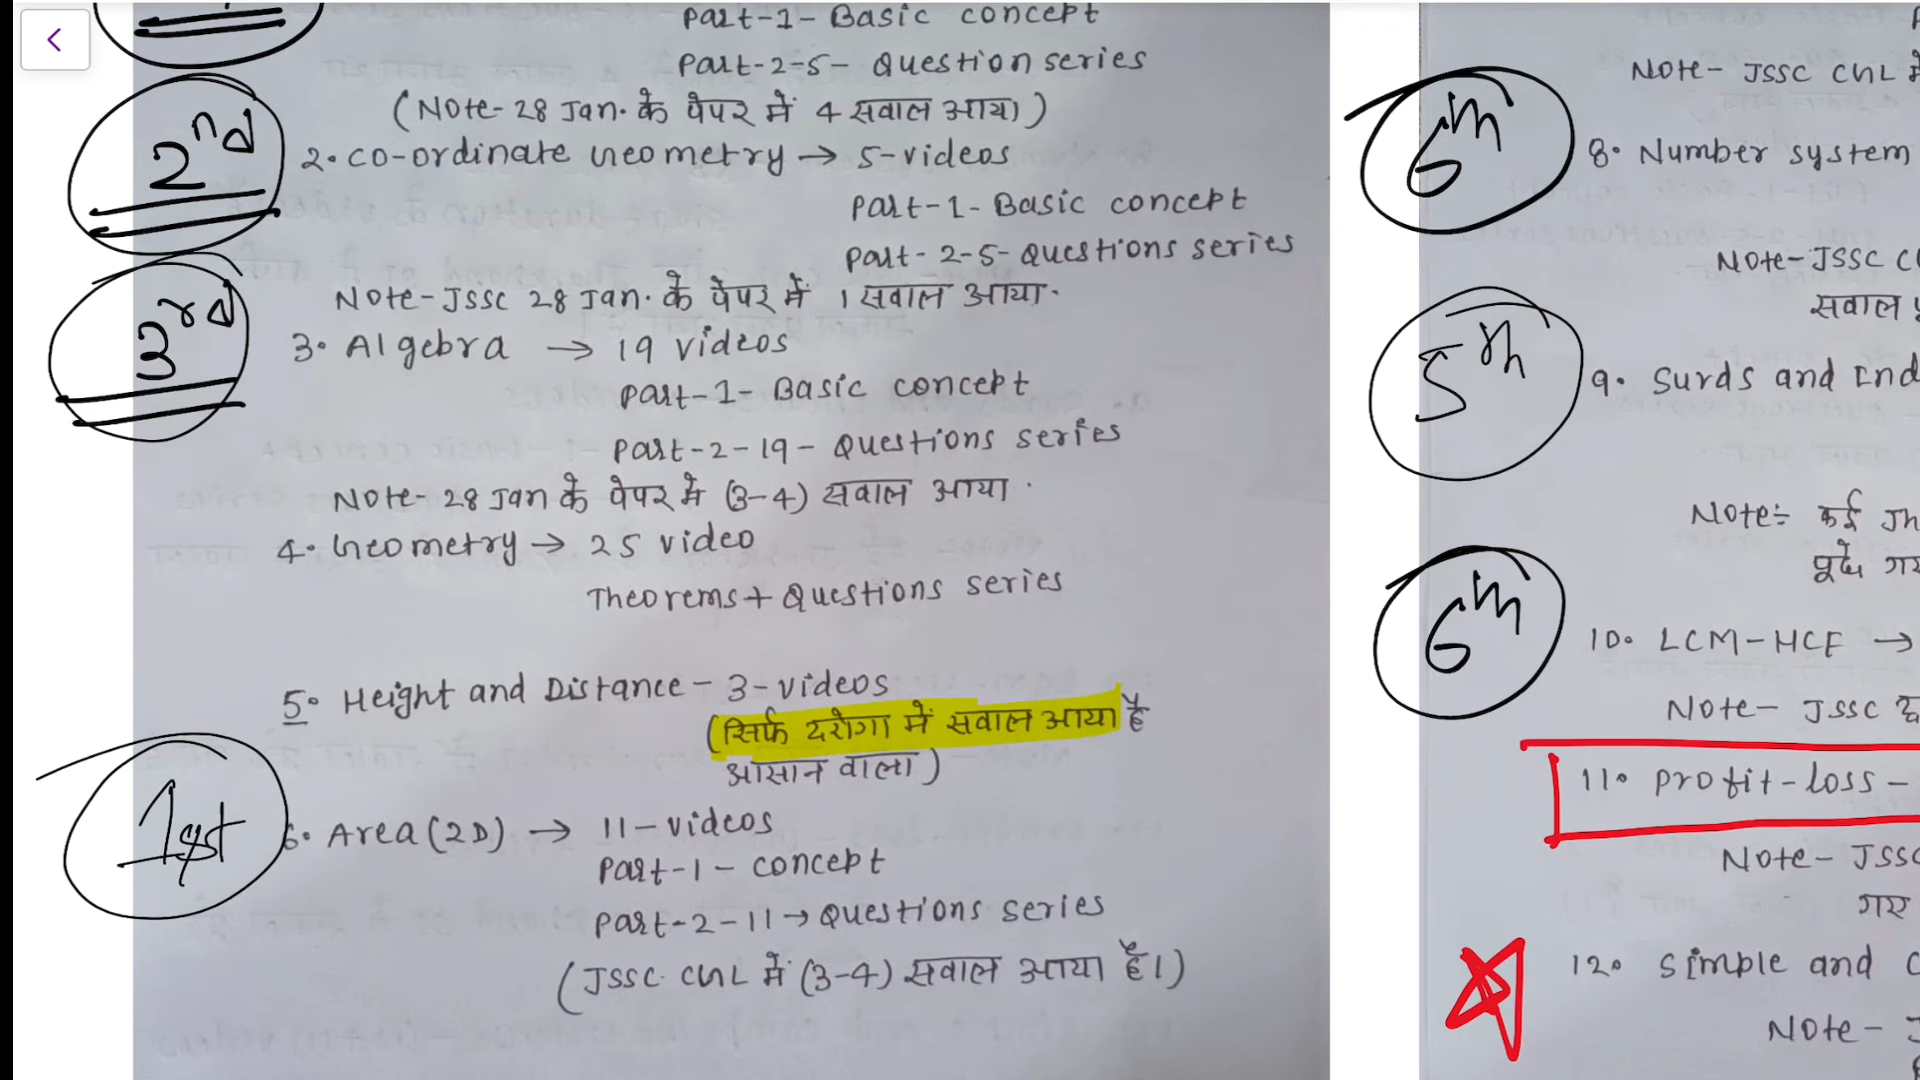 Part-1- Basic concept
Part-2-5- Question series
(Note- 28 Jan. के पेपर में 4 सवाल आया)
2nd
2. CO-ordinate Geometry → 5-videos
Part-1- Basic concept
Part-2-5-Questions series
Note-JSSC 28 Jan. के पेपर में 1 सवाल आया.
3rd
3. Algebra → 19 videos
Part-1- Basic concept
Part-2-19- Questions series
Note- 28 Jan के पेपर में (3-4) सवाल आया.
4. Geometry → 25 video
Theorems + Questions series
5. Height and Distance - 3-videos
(सिर्फ दरोगा में सवाल आया है
आसान वाला)
1st
6. Area(2D) → 11-videos
Part-1 - concept
Part-2-11 → Questions series
(JSSC CGL में (3-4) सवाल आया है।)
Note- JSSC CGL
6th
8. Number system
Note-JSSC
सवाल
5th
9. Surds and Ind
Note:- कई Jh
पूछे गए
6th
10. LCM-HCF →
Note- JSSC
11. Profit-loss -
Note- JSSC
गए
12. Simple and C
Note- J